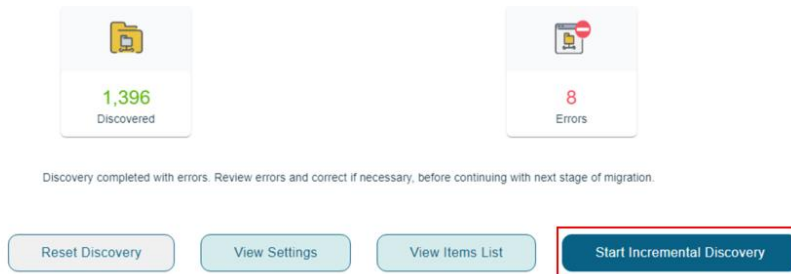 1,396
Discovered
8
Errors
Discovery completed with errors. Review errors and correct if necessary, before continuing with next stage of migration.
Reset Discovery
View Settings
View Items List
Start Incremental Discovery